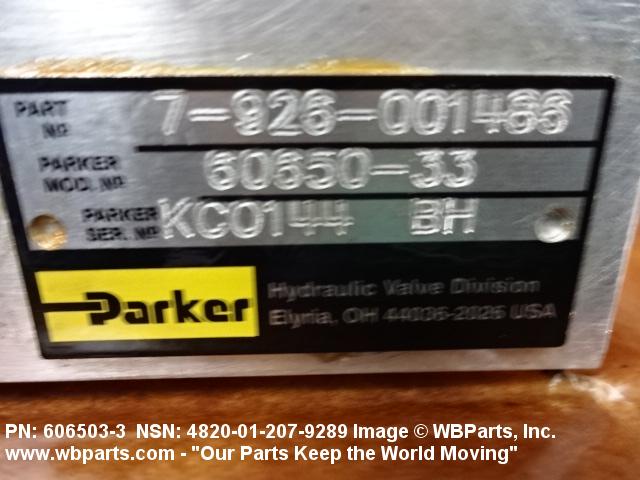 PART Nº 7-926-001466
PARKER MOD. Nº 60650-33
PARKER SER. Nº KC0144 BH
Parker
Hydraulic Valve Division
Elyria, OH 44036-2026 USA
PN: 606503-3 NSN: 4820-01-207-9289 Image © WBParts, Inc.
www.wbparts.com - "Our Parts Keep the World Moving"